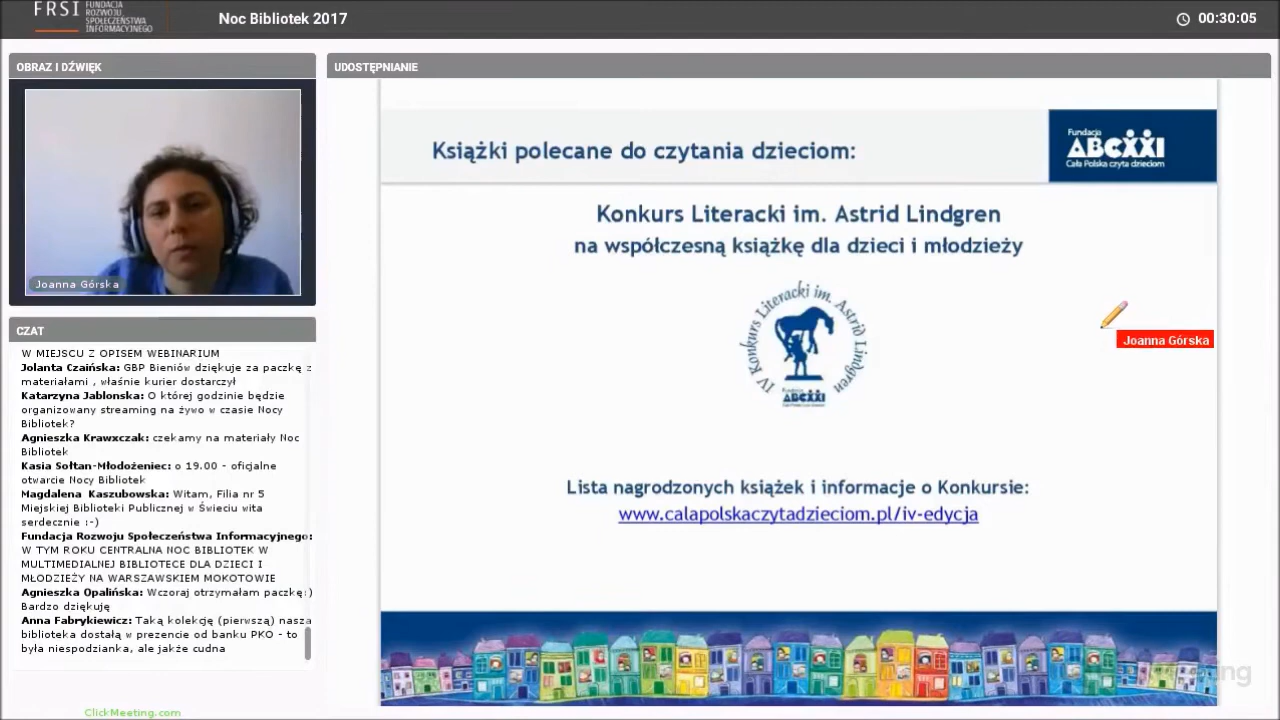 FRSI
FUNDACJA
ROZWOJU
SPOŁECZEŃSTWA
INFORMACYJNEGO
Noc Bibliotek 2017
00:30:05
OBRAZ I DŹWIĘK
Joanna Górska
CZAT
W MIEJSCU Z OPISEM WEBINARIUM
Jolanta Czaińska: GBP Bieniów dziękuje za paczkę z
materiałami , właśnie kurier dostarczył
Katarzyna Jablonska: O której godzinie będzie
organizowany streaming na żywo w czasie Nocy
Bibliotek?
Agnieszka Krawxczak: czekamy na materiały Noc
Bibliotek
Kasia Sołtan-Młodożeniec: o 19.00 - oficjalne
otwarcie Nocy Bibliotek
Magdalena Kaszubowska: Witam, Filia nr 5
Miejskiej Biblioteki Publicznej w Świeciu wita
serdecznie :-)
Fundacja Rozwoju Społeczeństwa Informacyjnego:
W TYM ROKU CENTRALNA NOC BIBLIOTEK W
MULTIMEDIALNEJ BIBLIOTECE DLA DZIECI I
MŁODZIEŻY NA WARSZAWSKIEM MOKOTOWIE
Agnieszka Opalińska: Wczoraj otrzymałam paczkę:)
Bardzo dziękuję
Anna Fabrykiewicz: Taką kolekcję (pierwszą) nasza
biblioteka dostałą w prezencie od banku PKO - to
była niespodzianka, ale jakże cudna
ClickMeeting.com
UDOSTĘPNIANIE
Książki polecane do czytania dzieciom:
Fundacja
ABCXXI
Cała Polska czyta dzieciom
Konkurs Literacki im. Astrid Lindgren
na współczesną książkę dla dzieci i młodzieży
IV Konkurs Literacki im. Astrid Lindgren
Fundacja
ABCXXI
Cała Polska czyta dzieciom
Joanna Górska
Lista nagrodzonych książek i informacje o Konkursie:
www.calapolskaczytadzieciom.pl/iv-edycja